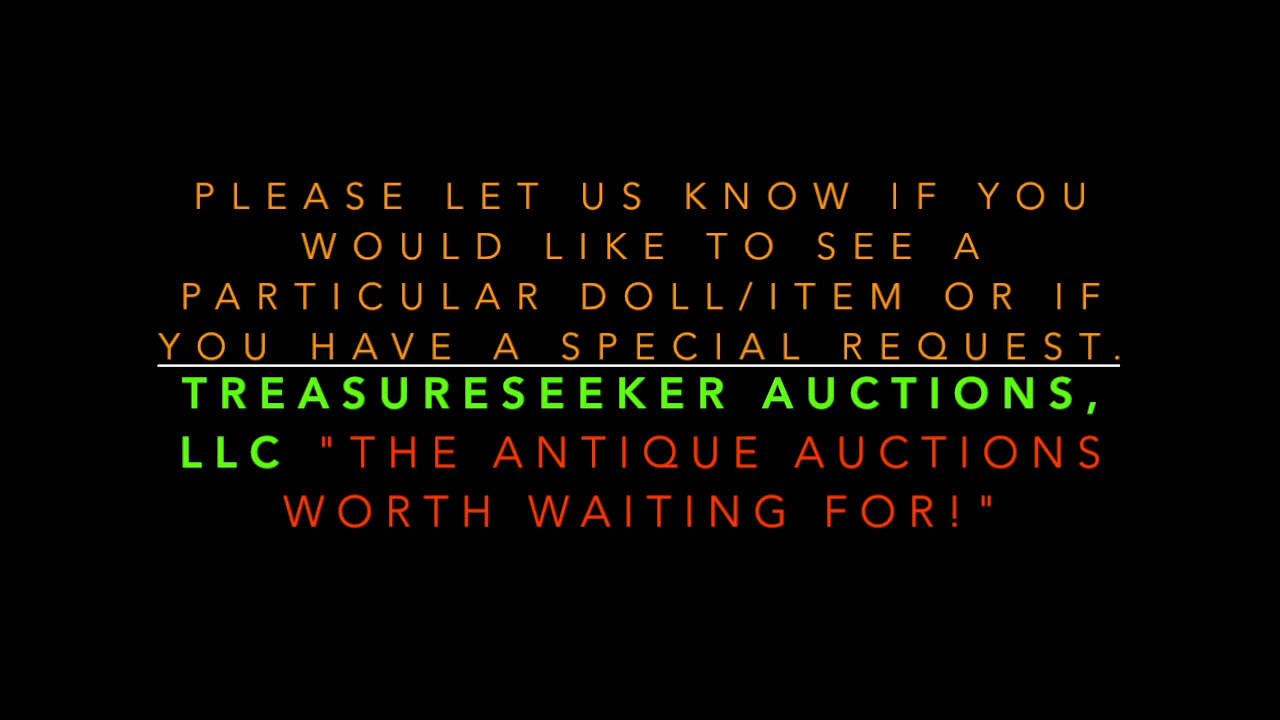 PLEASE LET US KNOW IF YOU
WOULD LIKE TO SEE A
PARTICULAR DOLL/ITEM OR IF
YOU HAVE A SPECIAL REQUEST.
TREASURESEEKER AUCTIONS,
LLC "THE ANTIQUE AUCTIONS
WORTH WAITING FOR!"